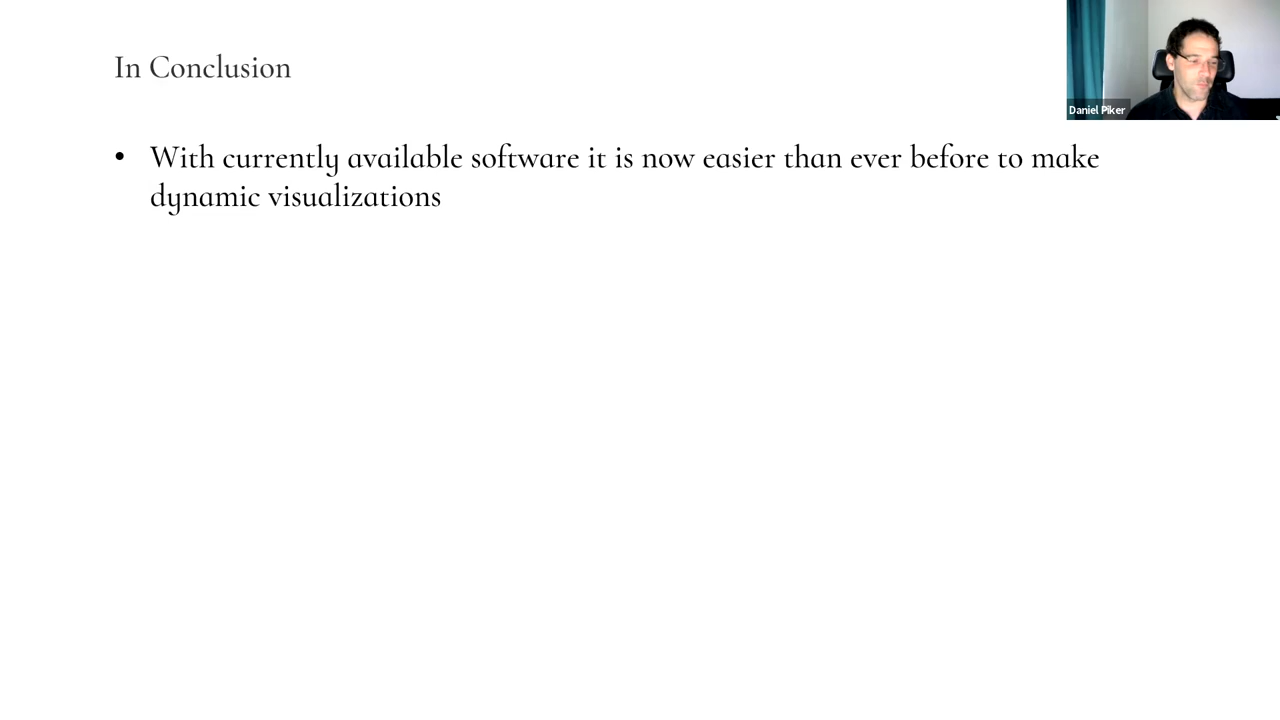 In Conclusion
Daniel Piker
• With currently available software it is now easier than ever before to make
dynamic visualizations